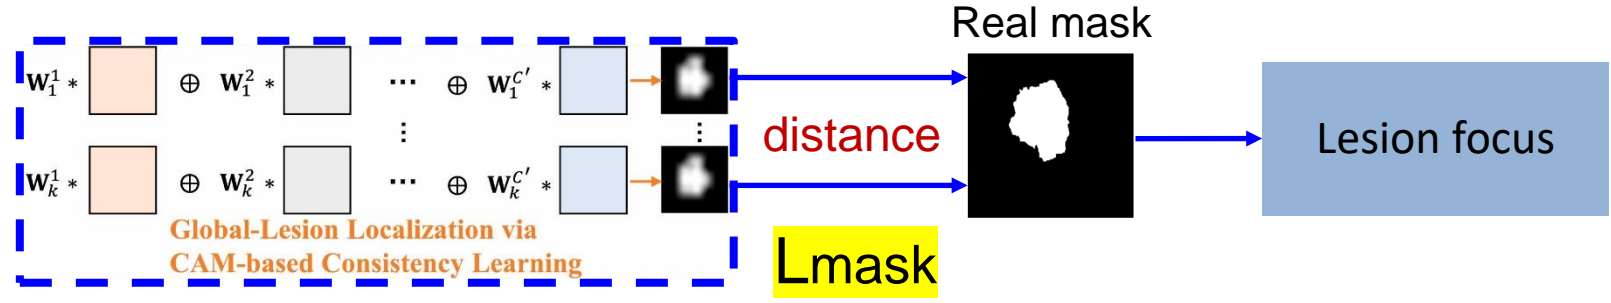 Real mask
W₁¹ * ⊕ W₁² * ... ⊕ W₁^{C'} *
distance
Lesion focus
W_k¹ * ⊕ W_k² * ... ⊕ W_k^{C'} *
Global-Lesion Localization via
CAM-based Consistency Learning
Lmask